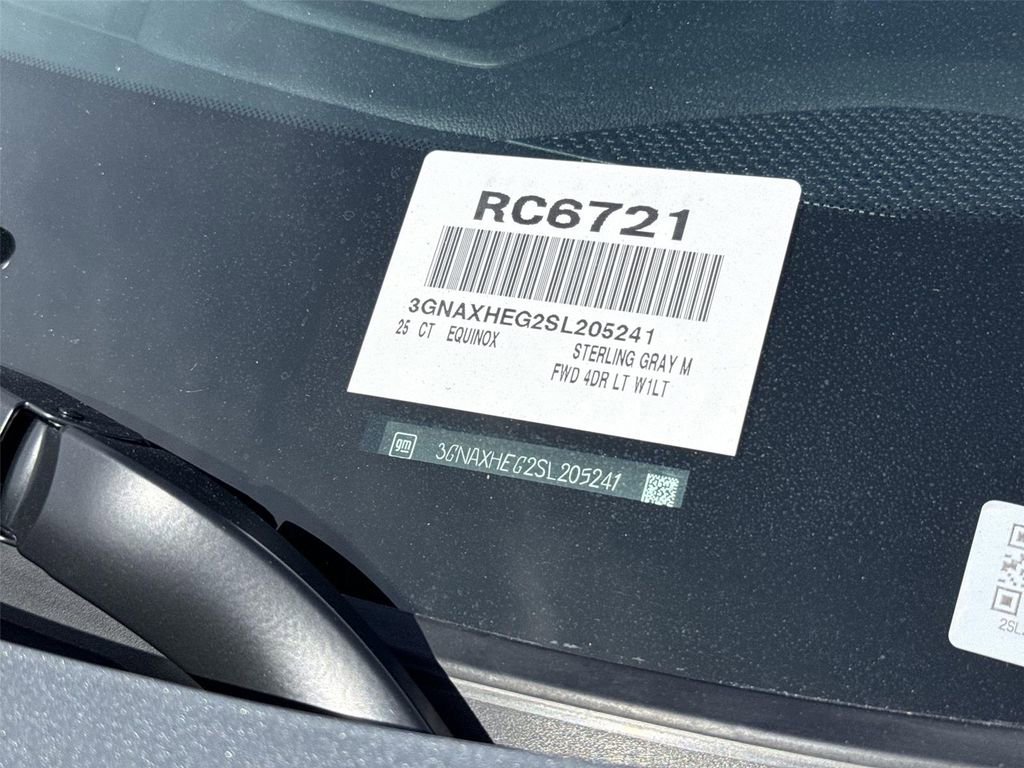 RC6721
3GNAXHEG2SL205241
25 CT EQUINOX STERLING GRAY M
FWD 4DR LT W1LT
gm 3GNAXHEG2SL205241